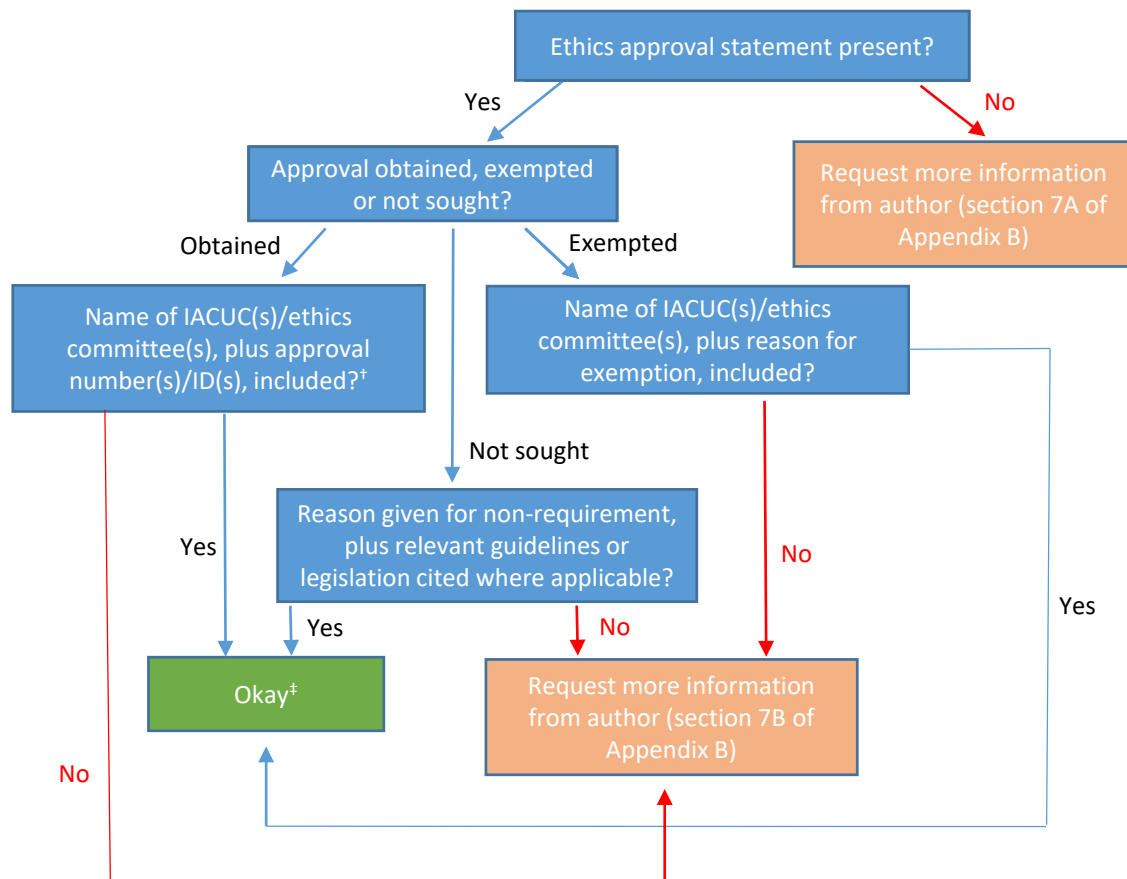 Ethics approval statement present?
Yes
No
Approval obtained, exempted
or not sought?
Request more information
from author (section 7A of
Appendix B)
Obtained
Exempted
Name of IACUC(s)/ethics
committee(s), plus approval
number(s)/ID(s), included?†
Name of IACUC(s)/ethics
committee(s), plus reason for
exemption, included?
Not sought
Reason given for non-requirement,
plus relevant guidelines or
legislation cited where applicable?
Yes
No
Yes
Yes
No
Okay‡
Request more information
from author (section 7B of
Appendix B)
No